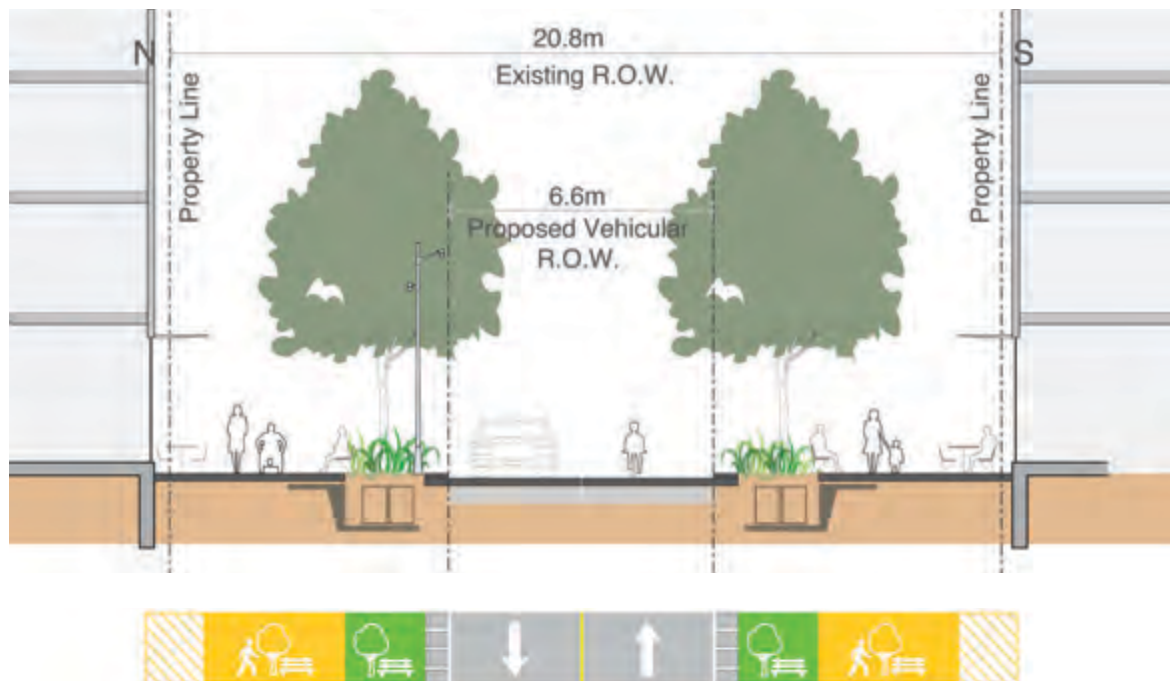 N
20.8m
S
Existing R.O.W.
Property Line
Property Line
6.6m
Proposed Vehicular
R.O.W.